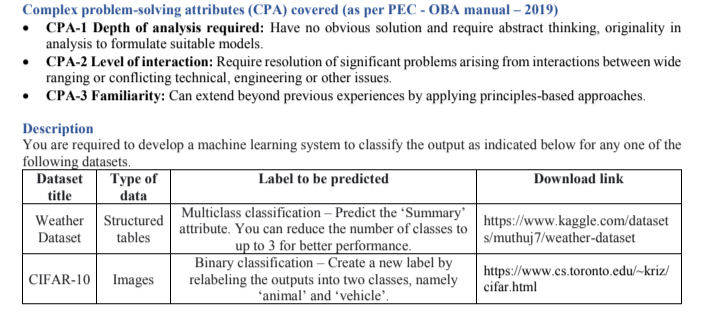 Complex problem-solving attributes (CPA) covered (as per PEC - OBA manual – 2019)
• CPA-1 Depth of analysis required: Have no obvious solution and require abstract thinking, originality in
analysis to formulate suitable models.
• CPA-2 Level of interaction: Require resolution of significant problems arising from interactions between wide
ranging or conflicting technical, engineering or other issues.
• CPA-3 Familiarity: Can extend beyond previous experiences by applying principles-based approaches.
Description
You are required to develop a machine learning system to classify the output as indicated below for any one of the
following datasets.
Dataset title
Type of data
Label to be predicted
Download link
Weather Dataset
Structured tables
Multiclass classification – Predict the ‘Summary’
attribute. You can reduce the number of classes to
up to 3 for better performance.
https://www.kaggle.com/dataset
s/muthuj7/weather-dataset
CIFAR-10
Images
Binary classification – Create a new label by
relabeling the outputs into two classes, namely
‘animal’ and ‘vehicle’.
https://www.cs.toronto.edu/~kriz/
cifar.html